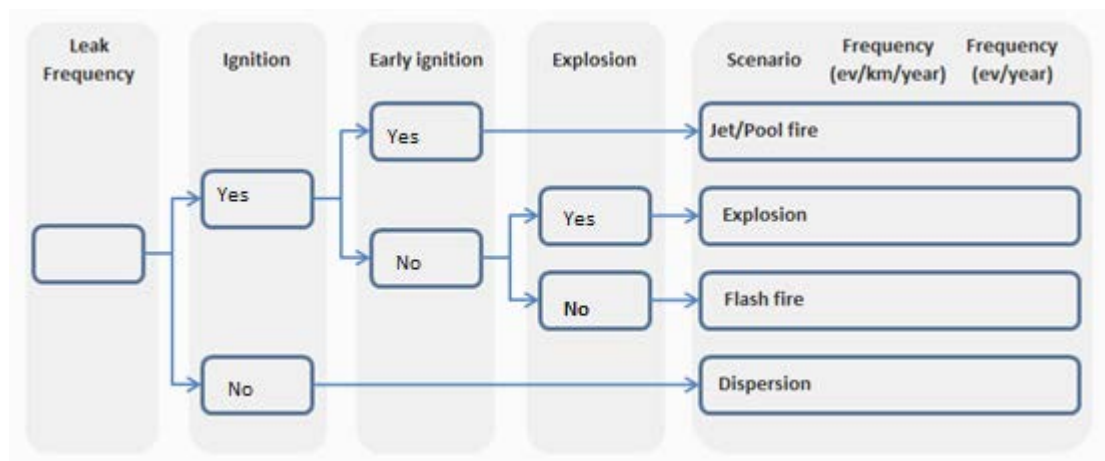 Leak
Frequency
Ignition
Early ignition
Explosion
Scenario
Frequency
(ev/km/year)
Frequency
(ev/year)
Yes
Jet/Pool fire
Yes
Yes
Explosion
No
No
Flash fire
No
Dispersion